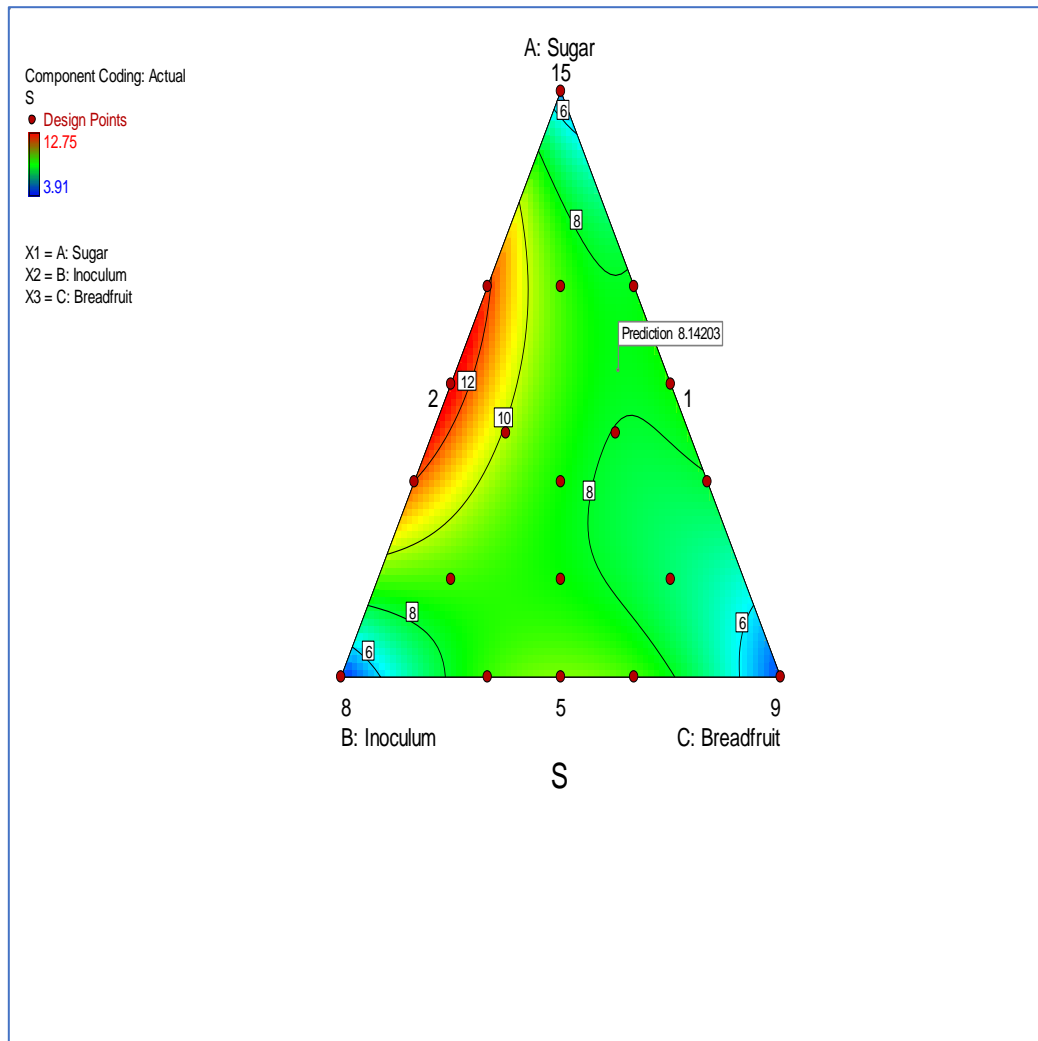 Component Coding: Actual
S
Design Points
12.75
3.91
X1 = A: Sugar
X2 = B: Inoculum
X3 = C: Breadfruit
A: Sugar
15
6
8
Prediction 8.14203
12
2
1
10
8
8
6
6
8
5
9
B: Inoculum
C: Breadfruit
S